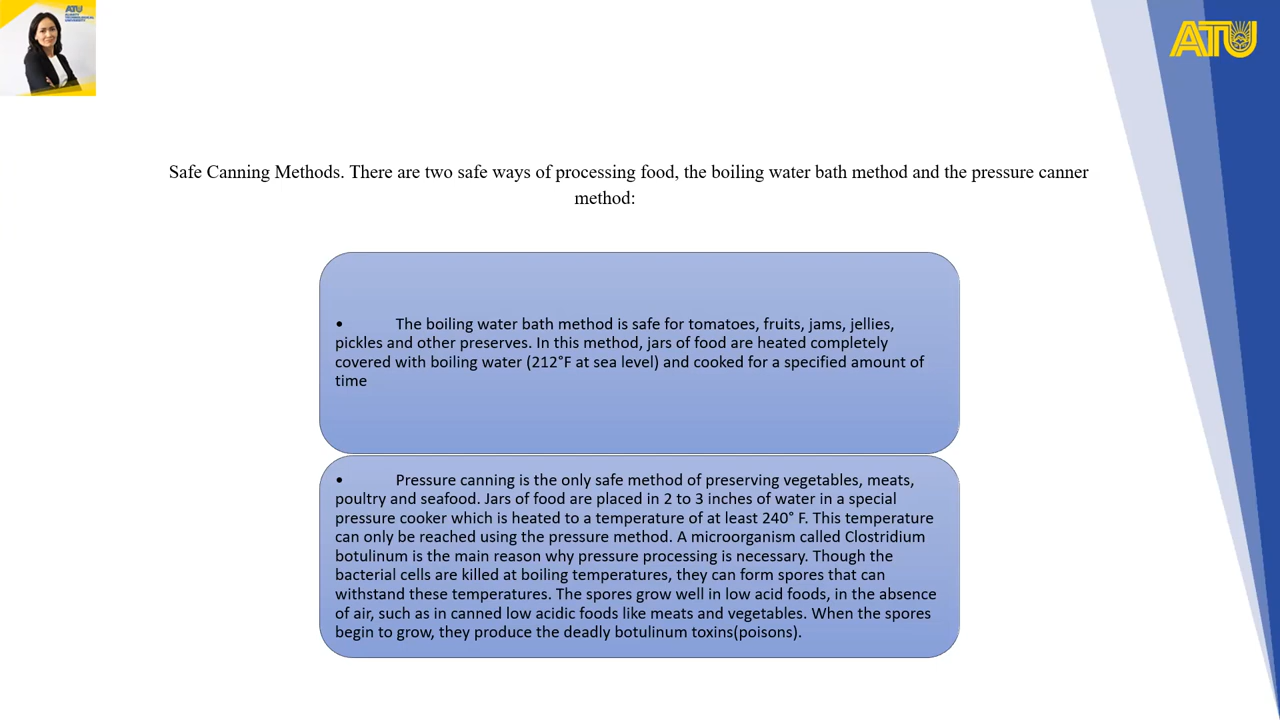 ATU
ALMATY
TECHNOLOGICAL
UNIVERSITY
ATU
Safe Canning Methods. There are two safe ways of processing food, the boiling water bath method and the pressure canner
method:
• The boiling water bath method is safe for tomatoes, fruits, jams, jellies,
pickles and other preserves. In this method, jars of food are heated completely
covered with boiling water (212°F at sea level) and cooked for a specified amount of
time
• Pressure canning is the only safe method of preserving vegetables, meats,
poultry and seafood. Jars of food are placed in 2 to 3 inches of water in a special
pressure cooker which is heated to a temperature of at least 240° F. This temperature
can only be reached using the pressure method. A microorganism called Clostridium
botulinum is the main reason why pressure processing is necessary. Though the
bacterial cells are killed at boiling temperatures, they can form spores that can
withstand these temperatures. The spores grow well in low acid foods, in the absence
of air, such as in canned low acidic foods like meats and vegetables. When the spores
begin to grow, they produce the deadly botulinum toxins(poisons).